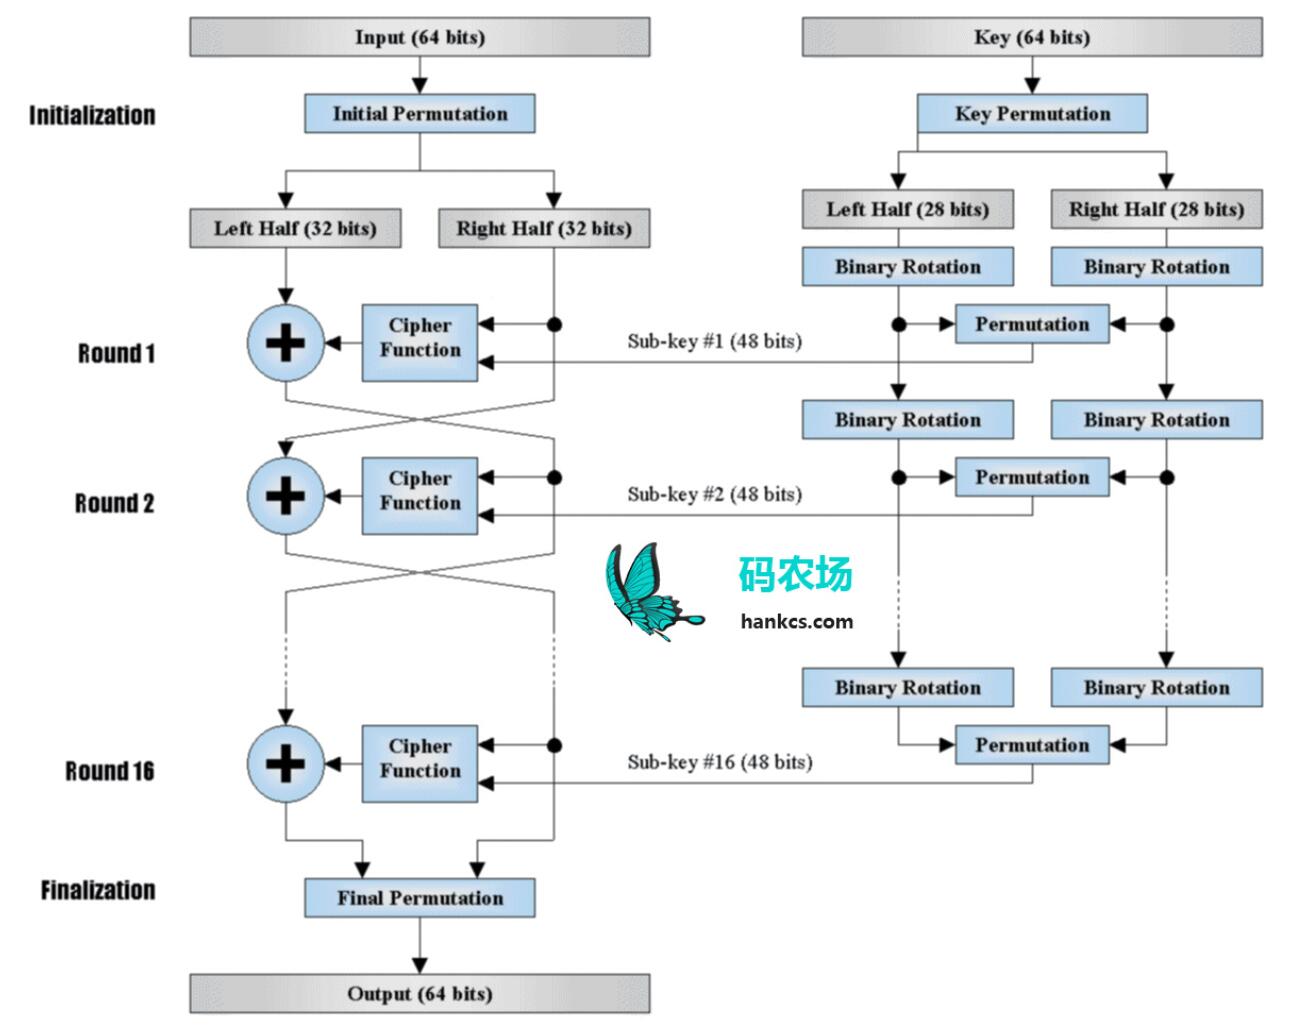 Input (64 bits)
Key (64 bits)
Initialization
Initial Permutation
Key Permutation
Left Half (32 bits)
Right Half (32 bits)
Left Half (28 bits)
Right Half (28 bits)
Binary Rotation
Binary Rotation
Round 1
Cipher
Function
Sub-key #1 (48 bits)
Permutation
Binary Rotation
Binary Rotation
Round 2
Cipher
Function
Sub-key #2 (48 bits)
Permutation
码农场
hankcs.com
Binary Rotation
Binary Rotation
Round 16
Cipher
Function
Sub-key #16 (48 bits)
Permutation
Finalization
Final Permutation
Output (64 bits)